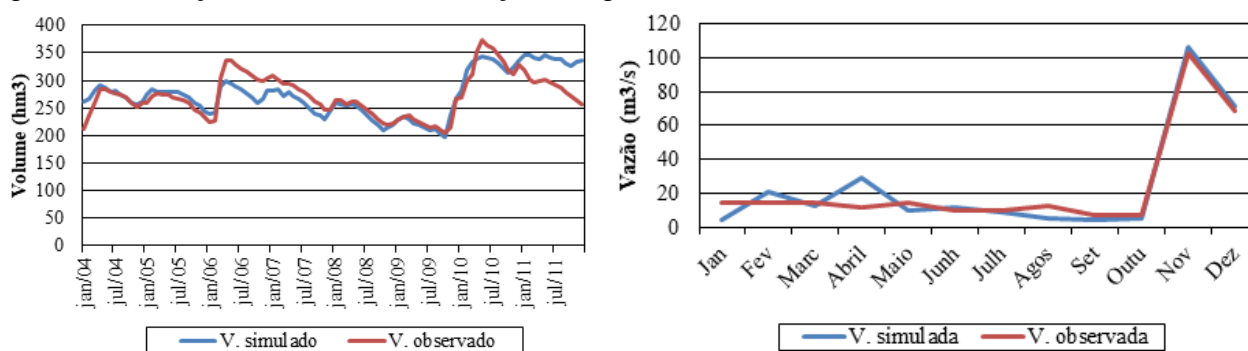 400
350
300
250
200
150
100
50
0
Volume (hm3)
jan/04
jul/04
jan/05
jul/05
jan/06
jul/06
jan/07
jul/07
jan/08
jul/08
jan/09
jul/09
jan/10
jul/10
jan/11
jul/11
V. simulado V. observado
120
100
80
60
40
20
0
Vazão (m3/s)
Jan
Fev
Marc
Abril
Maio
Junh
Julh
Agos
Set
Outu
Nov
Dez
V. simulada V. observada